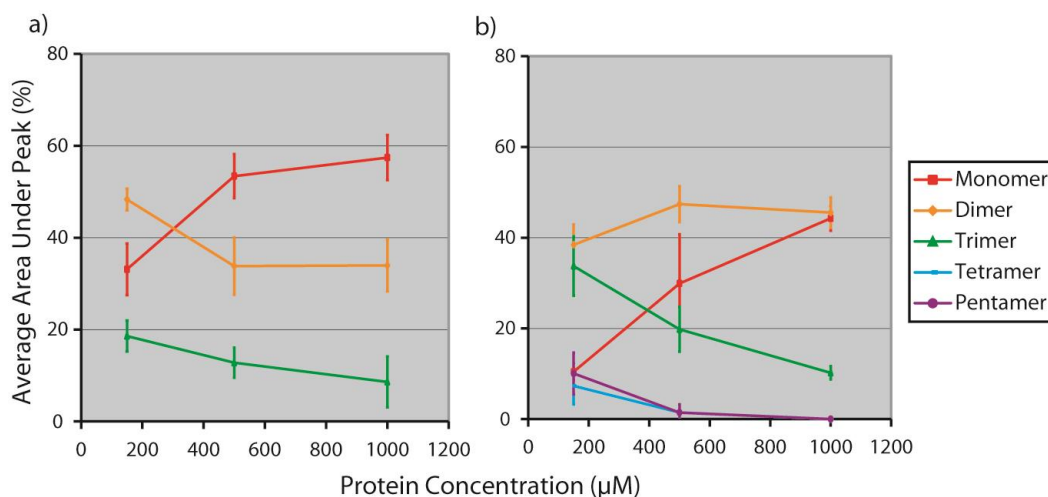 a)
b)
Average Area Under Peak (%)
80
60
40
20
0
0 200 400 600 800 1000 1200
80
60
40
20
0
0 200 400 600 800 1000 1200
Protein Concentration (μM)
Monomer
Dimer
Trimer
Tetramer
Pentamer